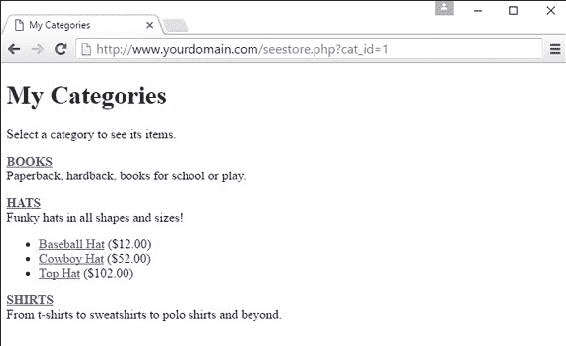 My Categories
http://www.yourdomain.com/seestore.php?cat_id=1
My Categories
Select a category to see its items.
BOOKS
Paperback, hardback, books for school or play.
HATS
Funky hats in all shapes and sizes!
• Baseball Hat ($12.00)
• Cowboy Hat ($52.00)
• Top Hat ($102.00)
SHIRTS
From t-shirts to sweatshirts to polo shirts and beyond.